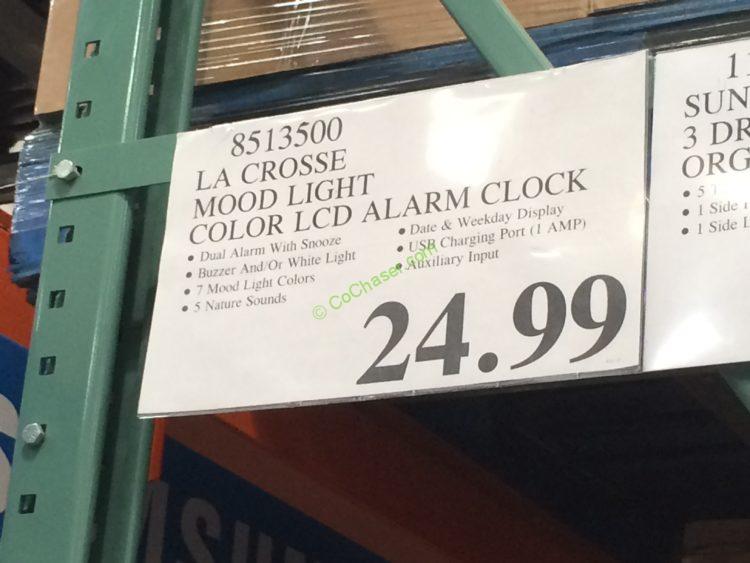 8513500
LA CROSSE
MOOD LIGHT
COLOR LCD ALARM CLOCK
• Dual Alarm With Snooze
• Buzzer And/Or White Light
• 7 Mood Light Colors
• 5 Nature Sounds
• Date & Weekday Display
• USB Charging Port (1 AMP)
• Auxiliary Input
24.99
© CoChaser.com
11
SUN
3 DR
ORG
• 5
• 1 Side
• 1 Side